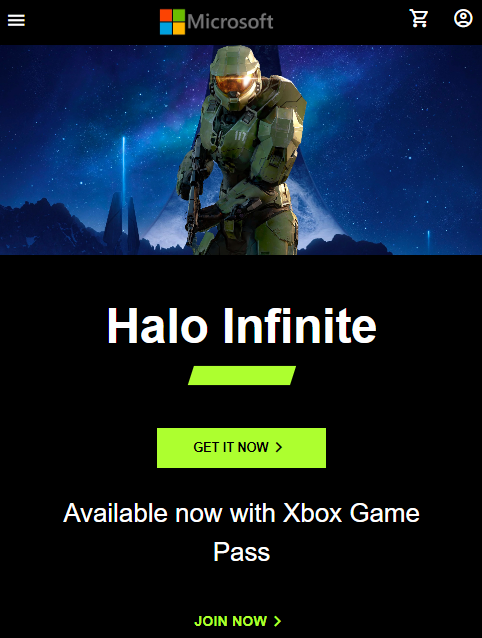 Microsoft
Halo Infinite
GET IT NOW
Available now with Xbox Game
Pass
JOIN NOW